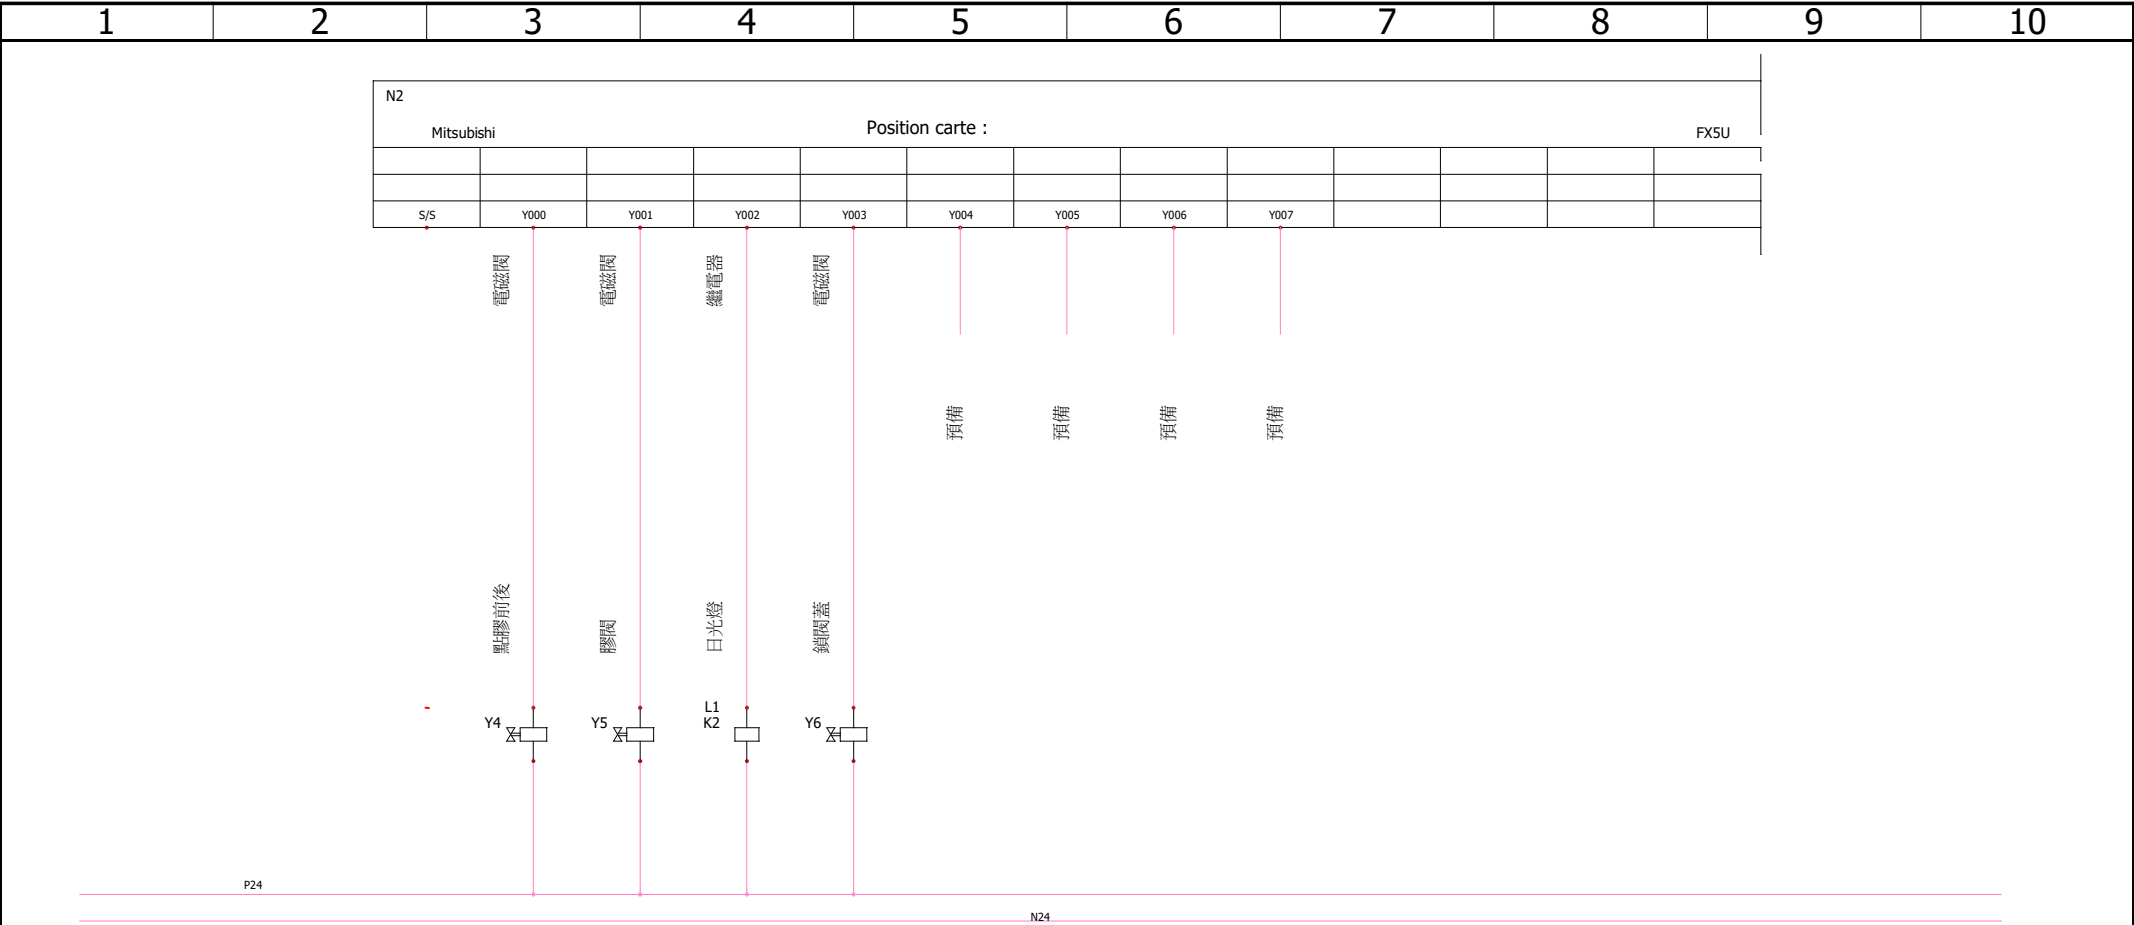 1 2 3 4 5 6 7 8 9 10
N2
Mitsubishi Position carte : FX5U
S/S Y000 Y001 Y002 Y003 Y004 Y005 Y006 Y007
電磁閥 電磁閥 繼電器 電磁閥
預備 預備 預備 預備
點膠前後 膠閥 日光燈 鎖閥蓋
L1
Y4 Y5 K2 Y6
P24
N24